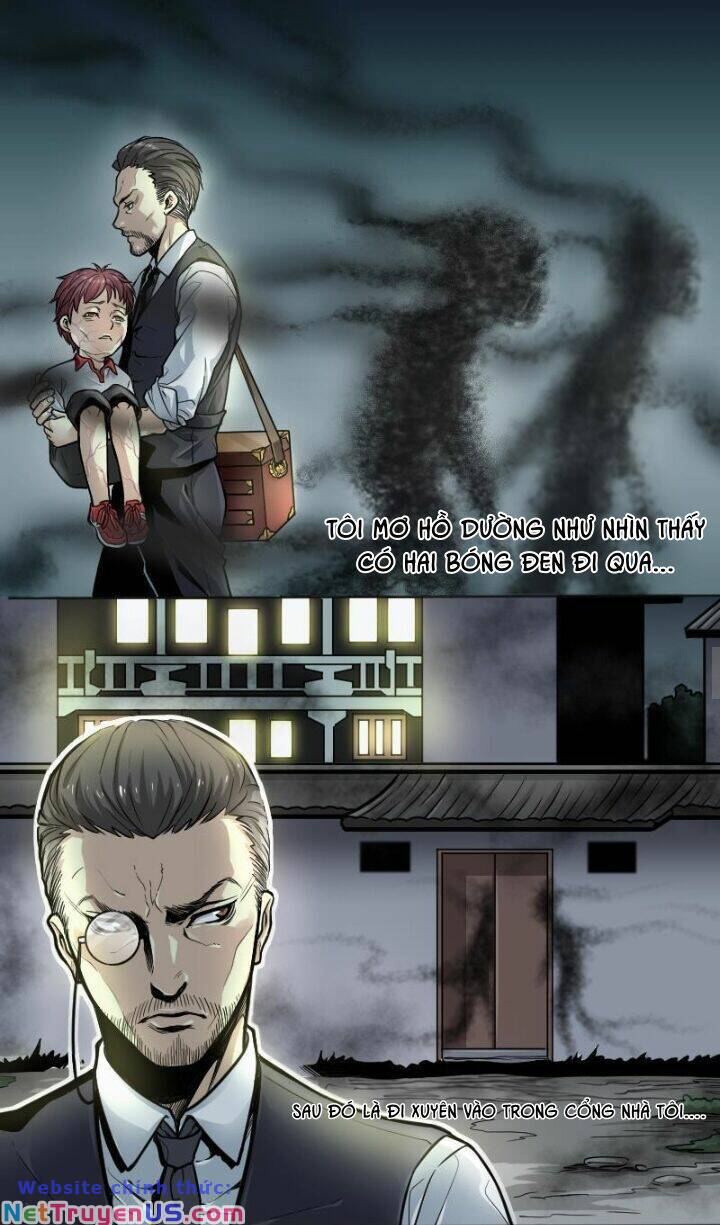 TÔI MƠ HỒ DƯỜNG NHƯ NHÌN THẤY
CÓ HAI BÓNG ĐEN ĐI QUA...
SAU ĐÓ LÀ ĐI XUYÊN VÀO TRONG CỔNG NHÀ TÔI....
Website chính thức:
NetTruyenUS.com